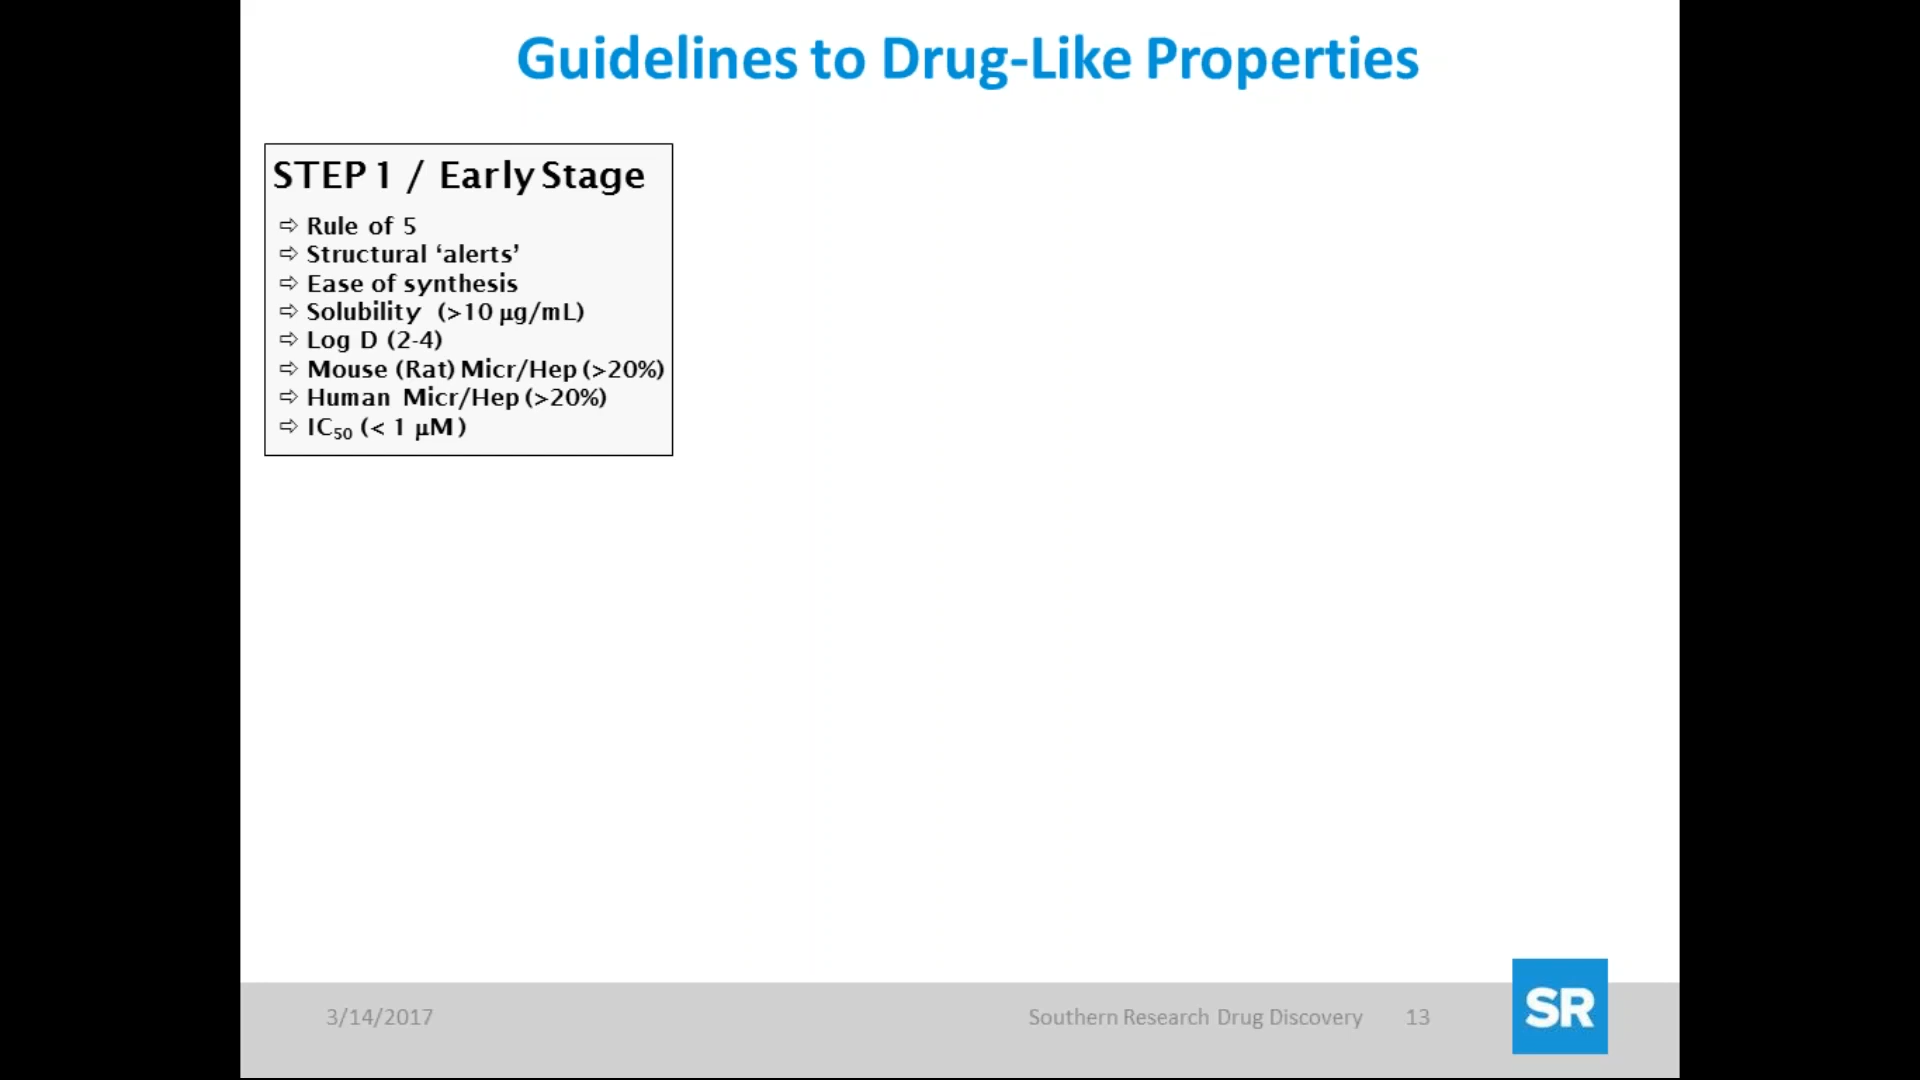 Guidelines to Drug-Like Properties
STEP 1 / Early Stage
⇨ Rule of 5
⇨ Structural ‘alerts’
⇨ Ease of synthesis
⇨ Solubility (>10 µg/mL)
⇨ Log D (2-4)
⇨ Mouse (Rat) Micr/Hep (>20%)
⇨ Human Micr/Hep (>20%)
⇨ IC50 (< 1 µM)
3/14/2017 Southern Research Drug Discovery 13
SR